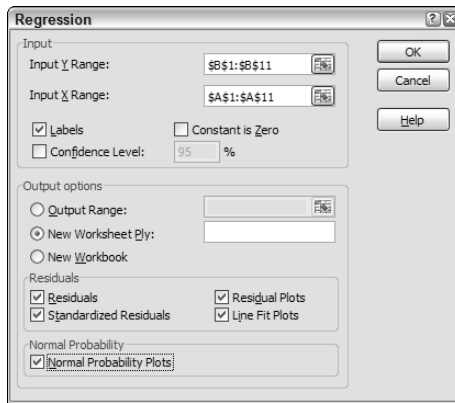 Regression
Input
Input Y Range: $B$1:$B$11
Input X Range: $A$1:$A$11
Labels Constant is Zero
Confidence Level: 95 %
OK
Cancel
Help
Output options
Output Range:
New Worksheet Ply:
New Workbook
Residuals
Residuals Residual Plots
Standardized Residuals Line Fit Plots
Normal Probability
Normal Probability Plots